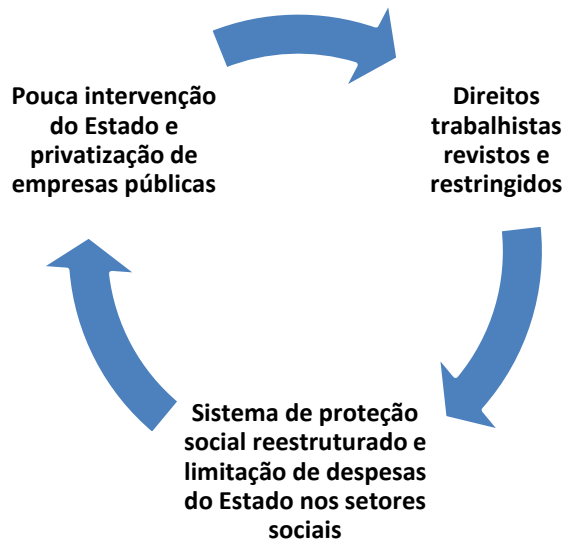 Pouca intervenção
do Estado e
privatização de
empresas públicas
Direitos
trabalhistas
revistos e
restringidos
Sistema de proteção
social reestruturado e
limitação de despesas
do Estado nos setores
sociais